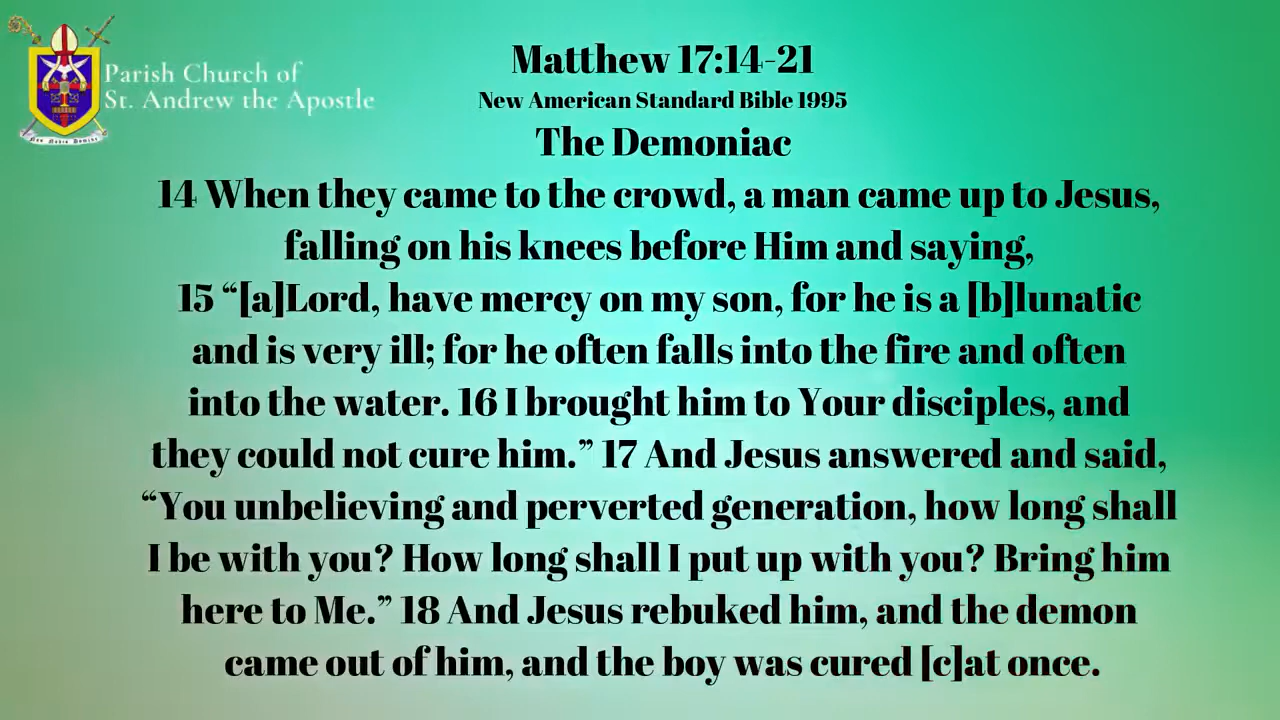 Parish Church of
St. Andrew the Apostle
Matthew 17:14-21
New American Standard Bible 1995
The Demoniac
14 When they came to the crowd, a man came up to Jesus,
falling on his knees before Him and saying,
15 “[a]Lord, have mercy on my son, for he is a [b]lunatic
and is very ill; for he often falls into the fire and often
into the water. 16 I brought him to Your disciples, and
they could not cure him.” 17 And Jesus answered and said,
“You unbelieving and perverted generation, how long shall
I be with you? How long shall I put up with you? Bring him
here to Me.” 18 And Jesus rebuked him, and the demon
came out of him, and the boy was cured [c]at once.